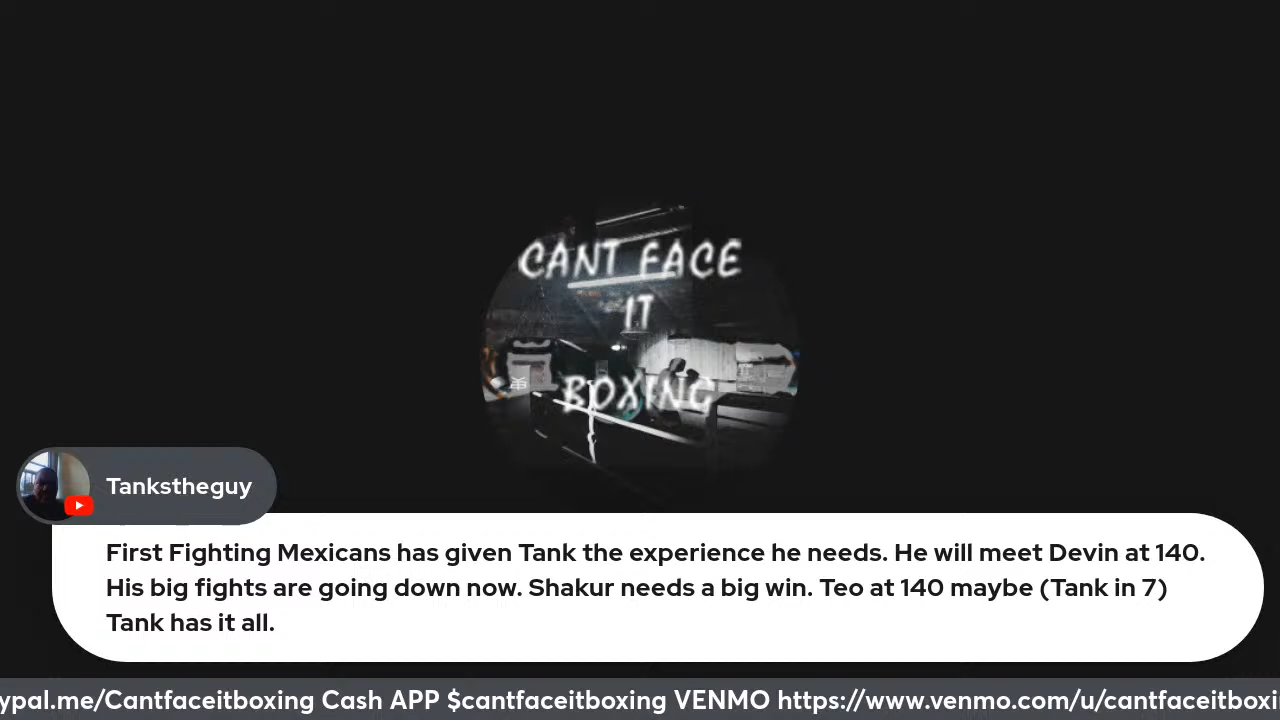 CANT FACE
IT
BOXING
Tankstheguy
First Fighting Mexicans has given Tank the experience he needs. He will meet Devin at 140.
His big fights are going down now. Shakur needs a big win. Teo at 140 maybe (Tank in 7)
Tank has it all.
ypal.me/Cantfaceitboxing Cash APP $cantfaceitboxing VENMO https://www.venmo.com/u/cantfaceitboxi